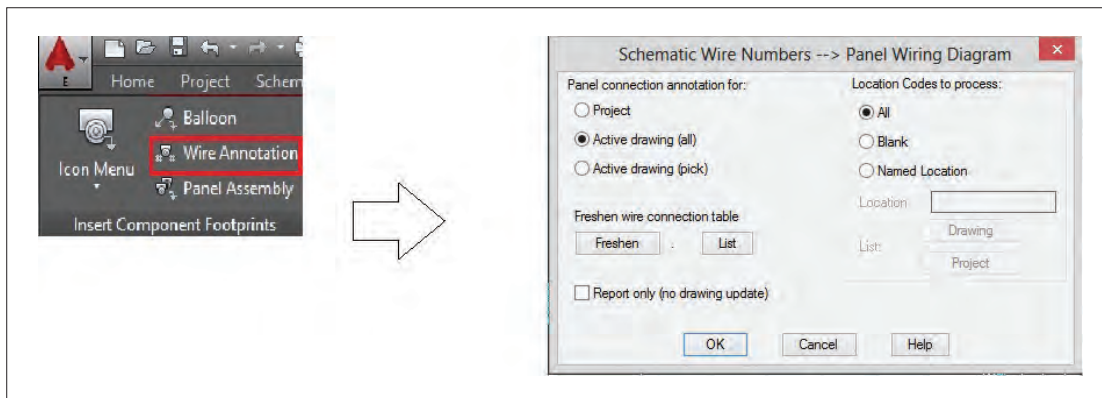 E
Home Project Schem
Balloon
Wire Annotation
Icon Menu
Panel Assembly
Insert Component Footprints
Schematic Wire Numbers --> Panel Wiring Diagram
Panel connection annotation for:
Project
Active drawing (all)
Active drawing (pick)
Freshen wire connection table
Freshen . List
Report only (no drawing update)
Location Codes to process:
All
Blank
Named Location
Location
List:
Drawing
Project
OK Cancel Help